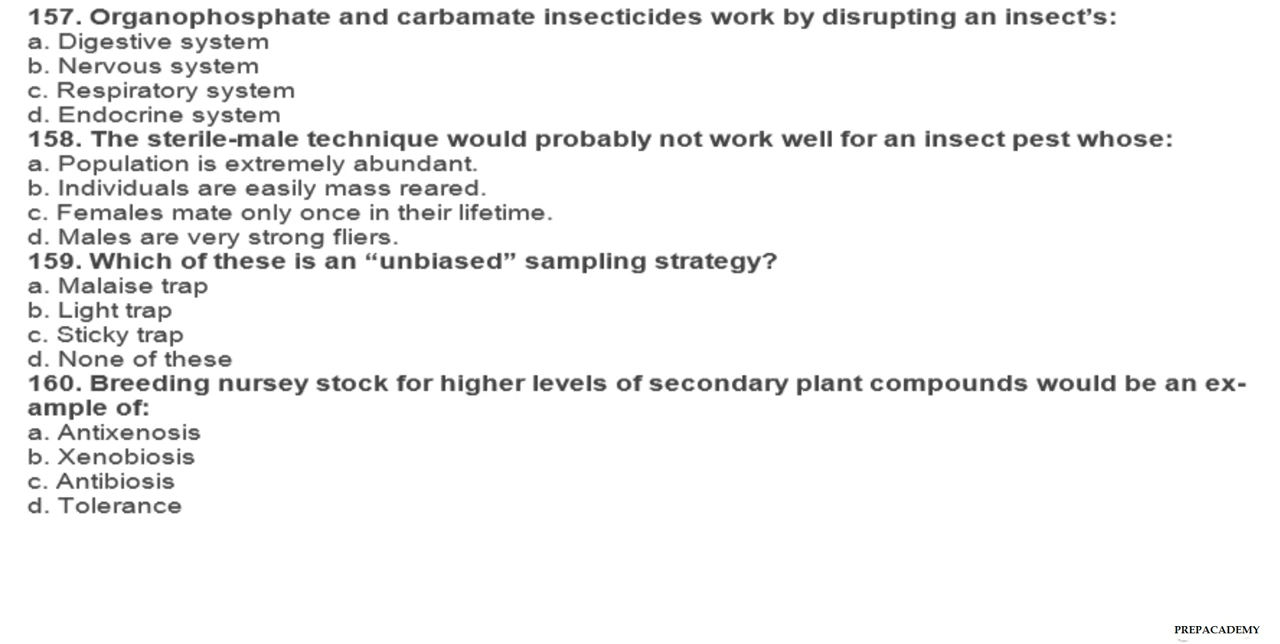 157. Organophosphate and carbamate insecticides work by disrupting an insect’s:
a. Digestive system
b. Nervous system
c. Respiratory system
d. Endocrine system
158. The sterile-male technique would probably not work well for an insect pest whose:
a. Population is extremely abundant.
b. Individuals are easily mass reared.
c. Females mate only once in their lifetime.
d. Males are very strong fliers.
159. Which of these is an “unbiased” sampling strategy?
a. Malaise trap
b. Light trap
c. Sticky trap
d. None of these
160. Breeding nursey stock for higher levels of secondary plant compounds would be an ex-
ample of:
a. Antixenosis
b. Xenobiosis
c. Antibiosis
d. Tolerance
PREPACADEMY